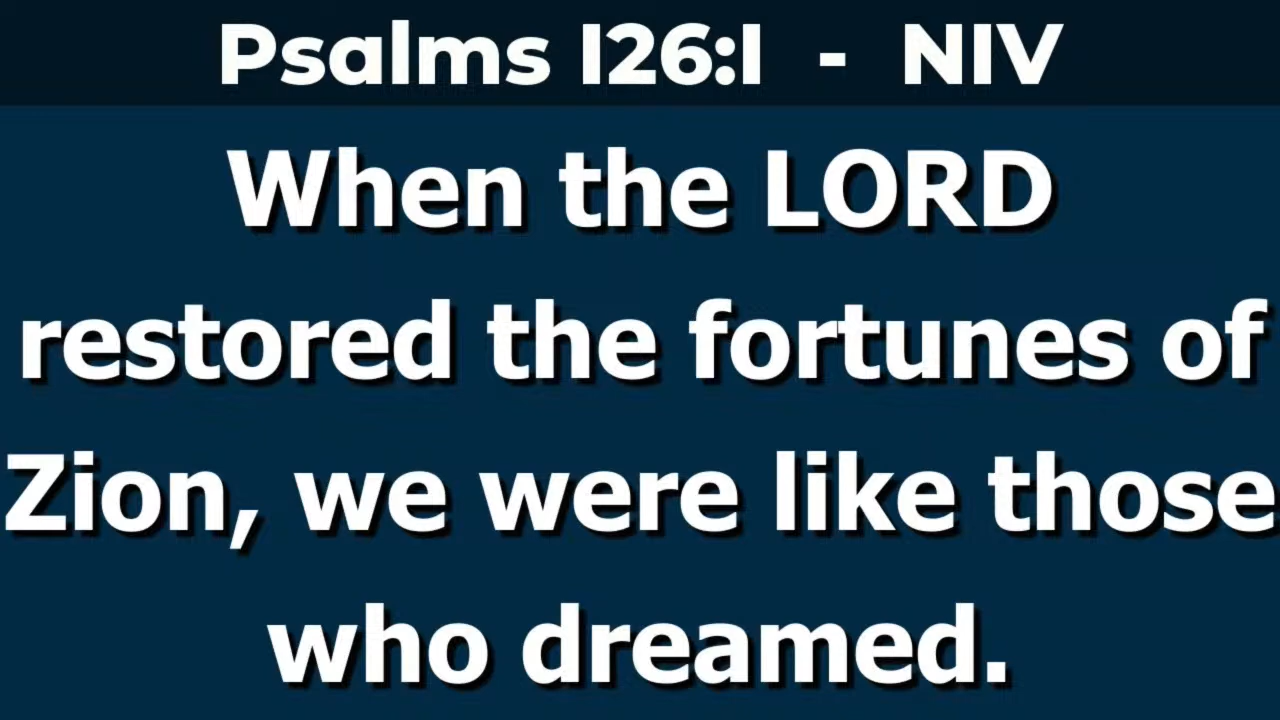 Psalms 126:1 - NIV
When the LORD
restored the fortunes of
Zion, we were like those
who dreamed.